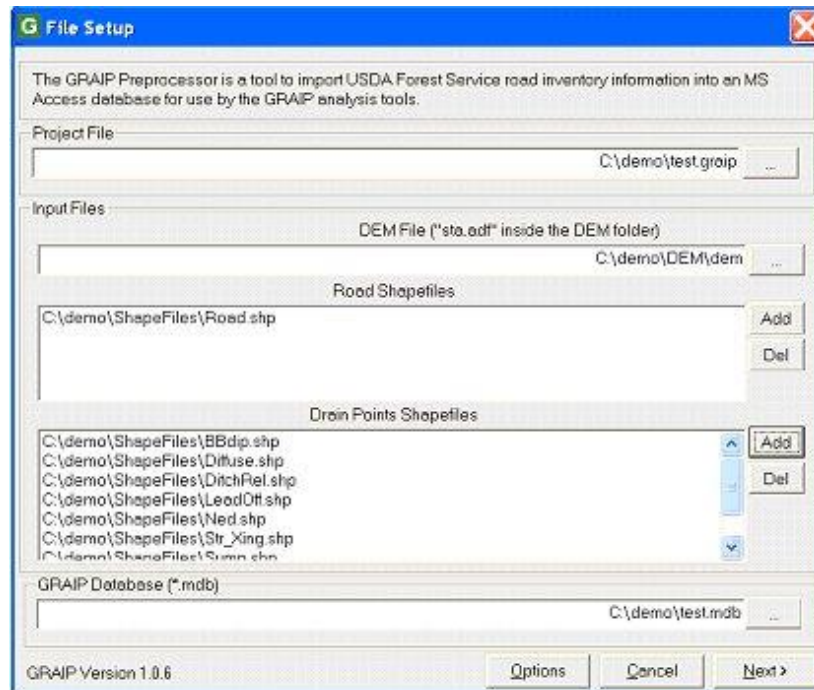 G File Setup
The GRAIP Preprocessor is a tool to import USDA Forest Service road inventory information into an MS
Access database for use by the GRAIP analysis tools.
Project File
C:\demo\test.graip ...
Input Files
DEM File ("sta.adf" inside the DEM folder)
C:\demo\DEM\dem ...
Road Shapefiles
C:\demo\ShapeFiles\Road.shp
Add
Del
Drain Points Shapefiles
C:\demo\ShapeFiles\BBdip.shp
C:\demo\ShapeFiles\Diffuse.shp
C:\demo\ShapeFiles\DitchRel.shp
C:\demo\ShapeFiles\LeadOff.shp
C:\demo\ShapeFiles\Ned.shp
C:\demo\ShapeFiles\Str_Xing.shp
C:\demo\ShapeFiles\Sump.shp
Add
Del
GRAIP Database (*.mdb)
C:\demo\test.mdb ...
GRAIP Version 1.0.6
Options
Cancel
Next >